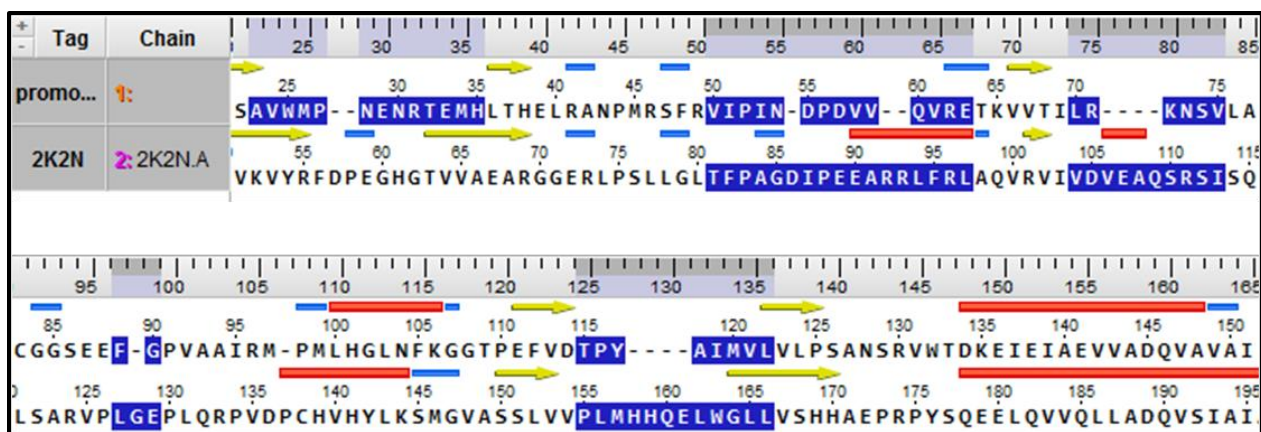 +
-
Tag Chain
25 30 35 40 45 50 55 60 65 70 75 80 85
promo... 1:
25 30 35 40 45 50 55 60 65 70 75
SAVWMP--NENRTEMHLTHELRANPMRSFRVIPIN-DPDVV--QVRETKVVTILR----KNSVLA
2K2N 2: 2K2N.A
55 60 65 70 75 80 85 90 95 100 105 110 115
VKVYRFDPEGHGTVVAEARGGERLPSLLGLTFPAGDIPEEARRLFRLAQVRVIVDVEAQSRSISQ
95 100 105 110 115 120 125 130 135 140 145 150 155 160 165
85 90 95 100 105 110 115 120 125 130 135 140 145 150
CGGSEEF-GPVAAIRM-PMLHGLNFKGGTPEFVDTPY----AIMVLVLPSANSRVWTDKEIEIAEVVADQVAVAI
125 130 135 140 145 150 155 160 165 170 175 180 185 190 195
LSARVPLGEPLQRPVDPCHVHYLKSMGVASSLVVPLMHHQELWGLLVSHHAEPRPYSQEELQVVQLLADQVSIAI